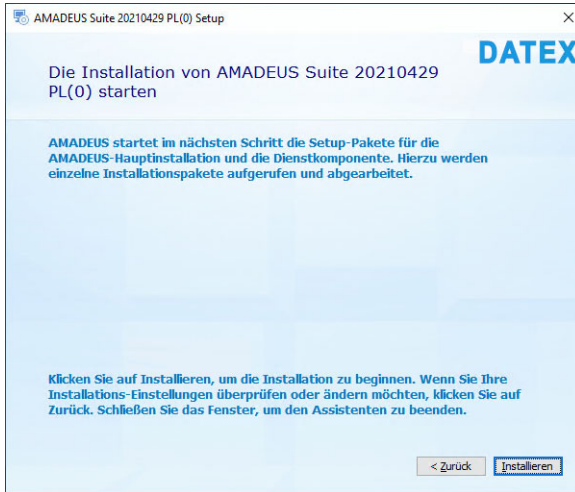 AMADEUS Suite 20210429 PL(0) Setup
DATEX
Die Installation von AMADEUS Suite 20210429
PL(0) starten
AMADEUS startet im nächsten Schritt die Setup-Pakete für die
AMADEUS-Hauptinstallation und die Dienstkomponente. Hierzu werden
einzelne Installationspakete aufgerufen und abgearbeitet.
Klicken Sie auf Installieren, um die Installation zu beginnen. Wenn Sie Ihre
Installations-Einstellungen überprüfen oder ändern möchten, klicken Sie auf
Zurück. Schließen Sie das Fenster, um den Assistenten zu beenden.
< Zurück Installieren